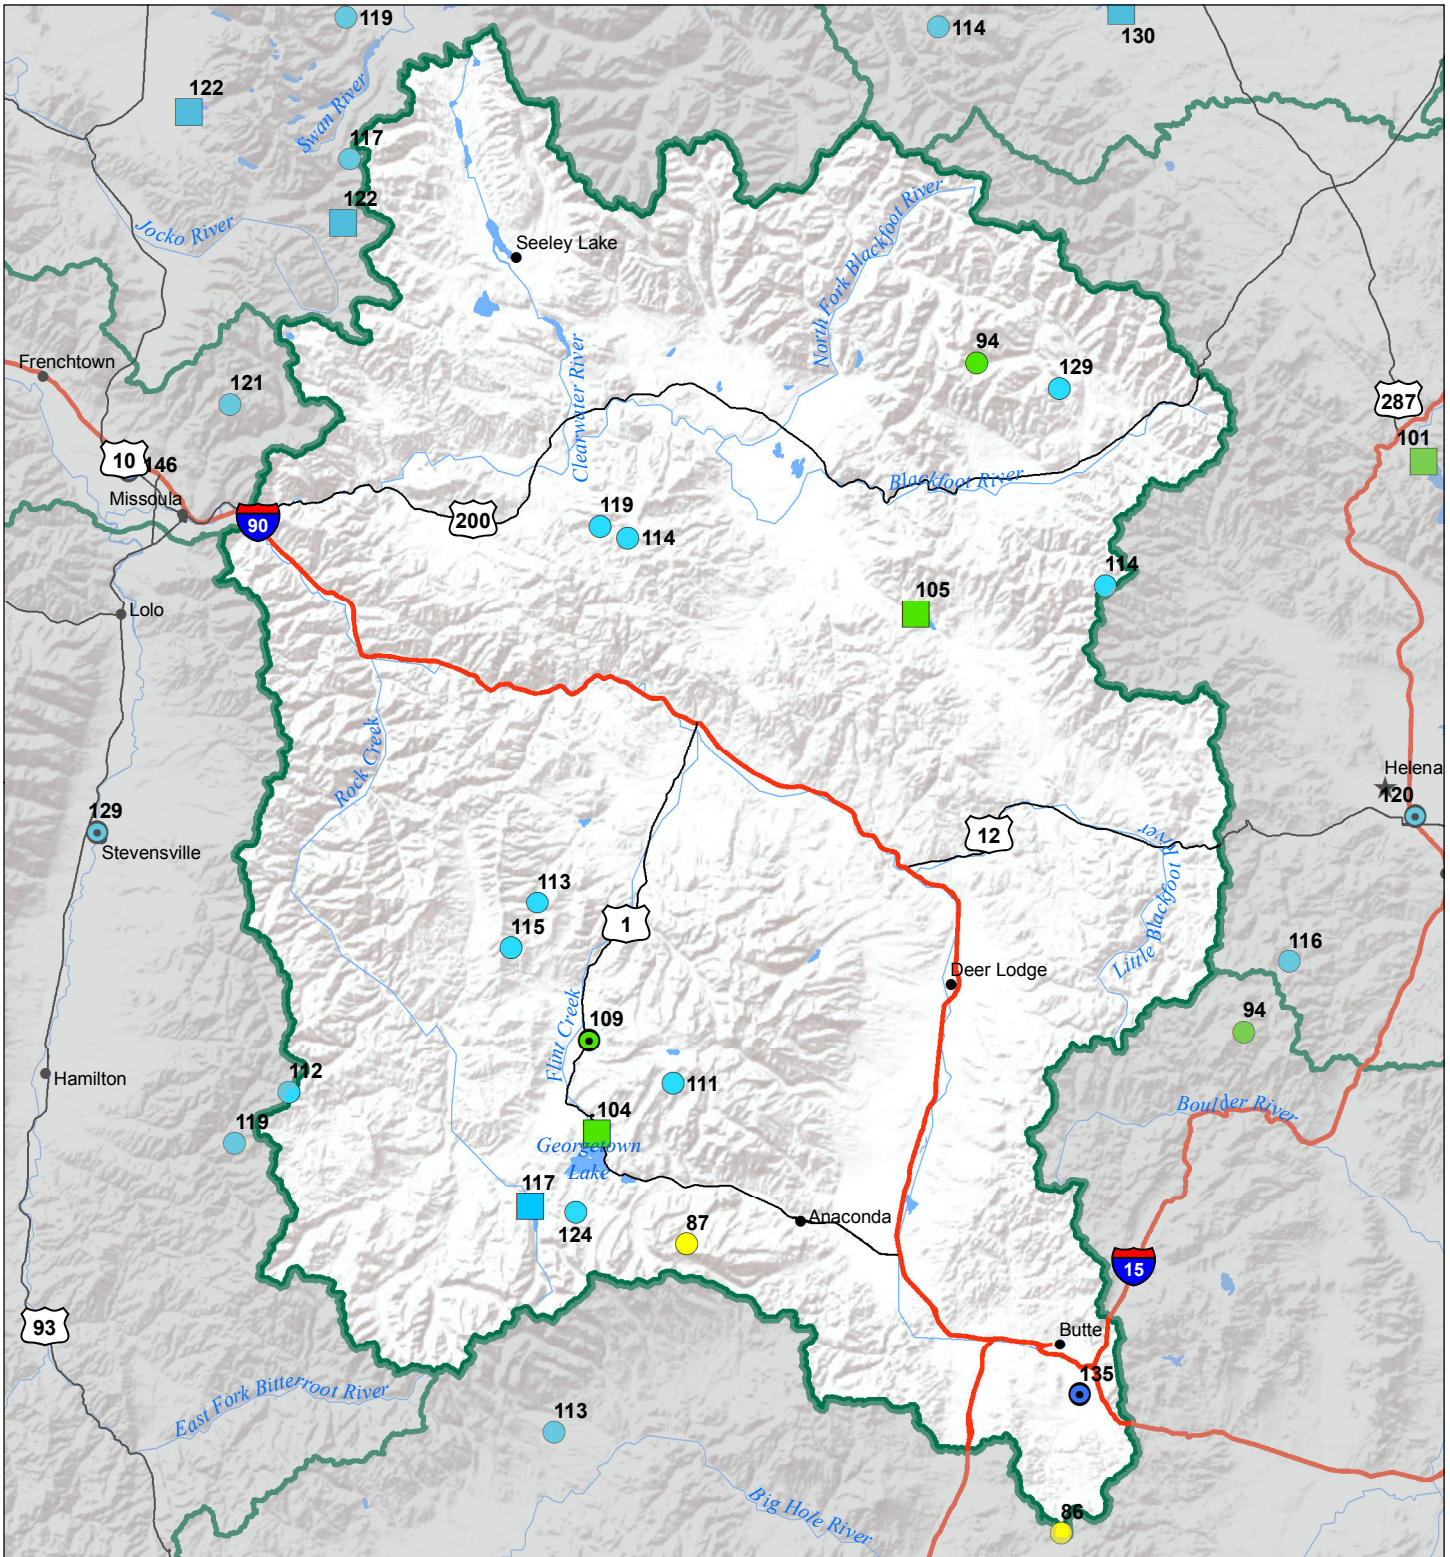 119
114
130
122
Swan River
117
122
Jocko River
North Fork Blackfoot River
Seeley Lake
94
129
Frenchtown
121
Clearwater River
287
101
10
146
Blackfoot River
Missoula
90
200
119
114
114
105
Lolo
Rock Creek
Helena
120
129
Stevensville
12
Little Blackfoot River
113
1
115
116
Deer Lodge
Flint Creek
109
94
Hamilton
112
111
Boulder River
104
119
Georgetown
Lake
117
124
87
Anaconda
15
93
Butte
135
East Fork Bitterroot River
113
Big Hole River
86